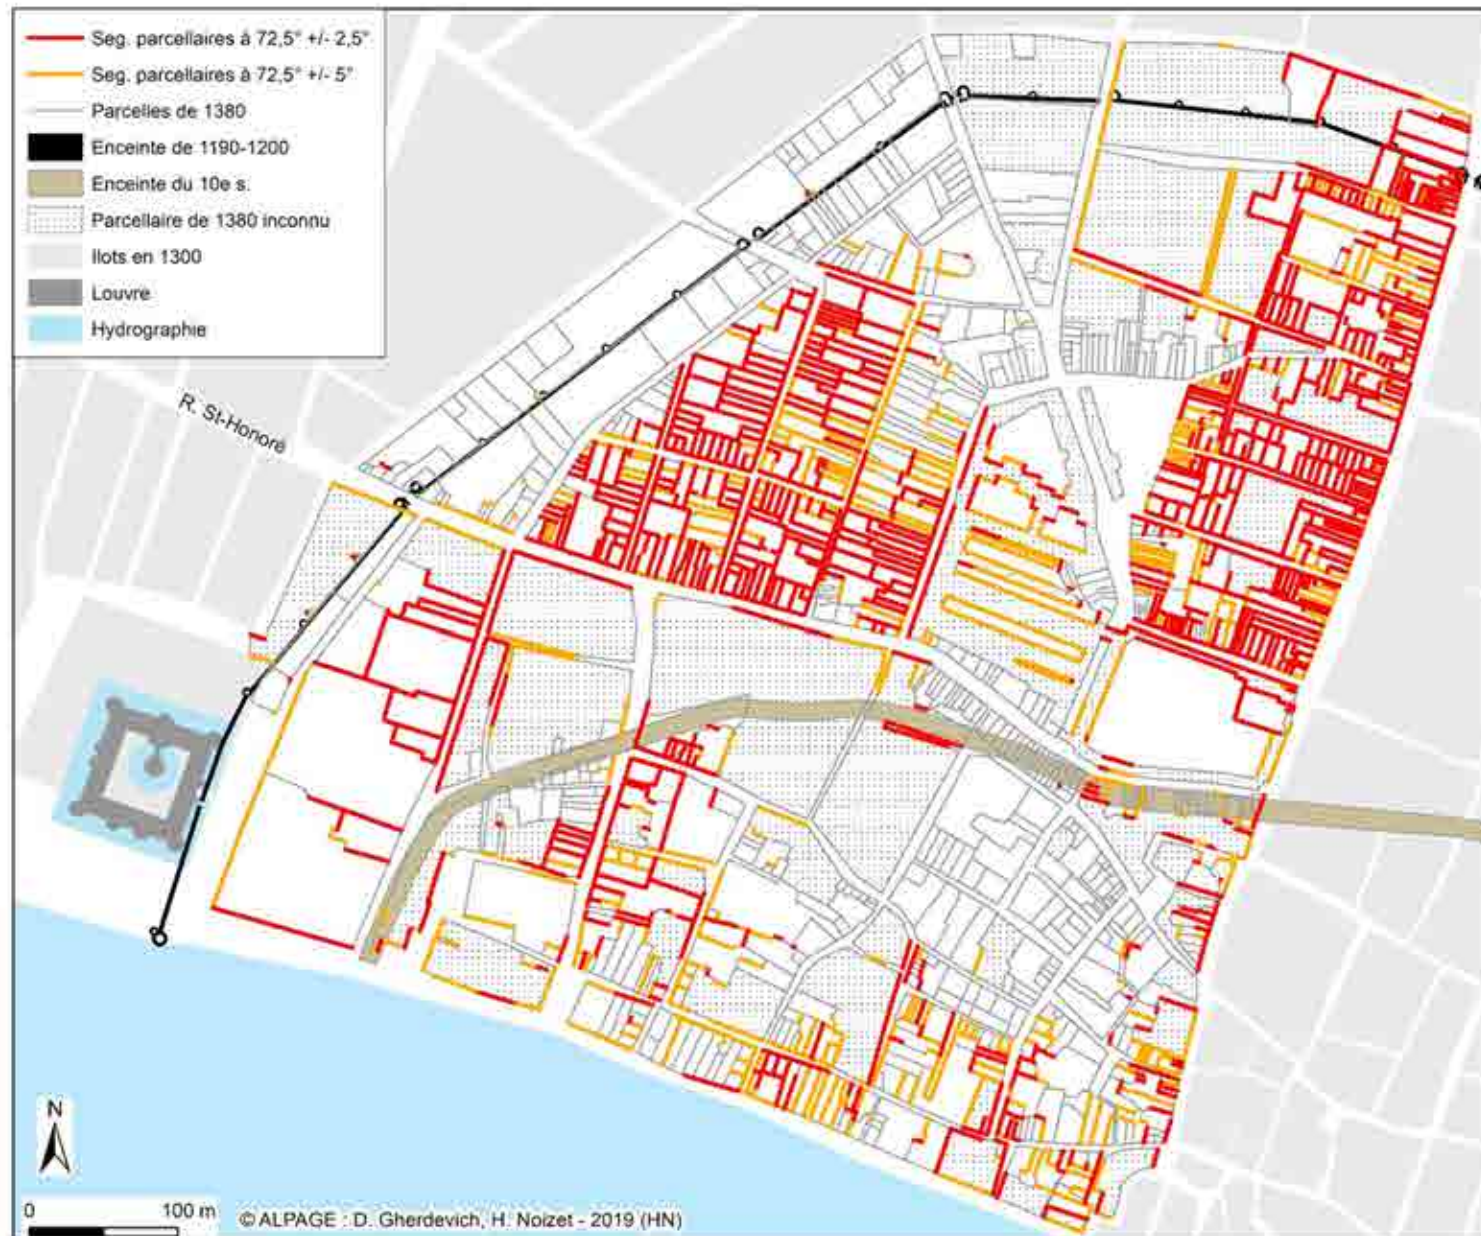 Seg. parcellaires à 72,5° +/- 2,5°
Seg. parcellaires à 72,5° +/- 5°
Parcelles de 1380
Enceinte de 1190-1200
Enceinte du 10e s.
Parcellaire de 1380 inconnu
Ilots en 1300
Louvre
Hydrographie
R. St-Honoré
N
0 100 m
© ALPAGE : D. Gherdevich, H. Noizet - 2019 (HN)